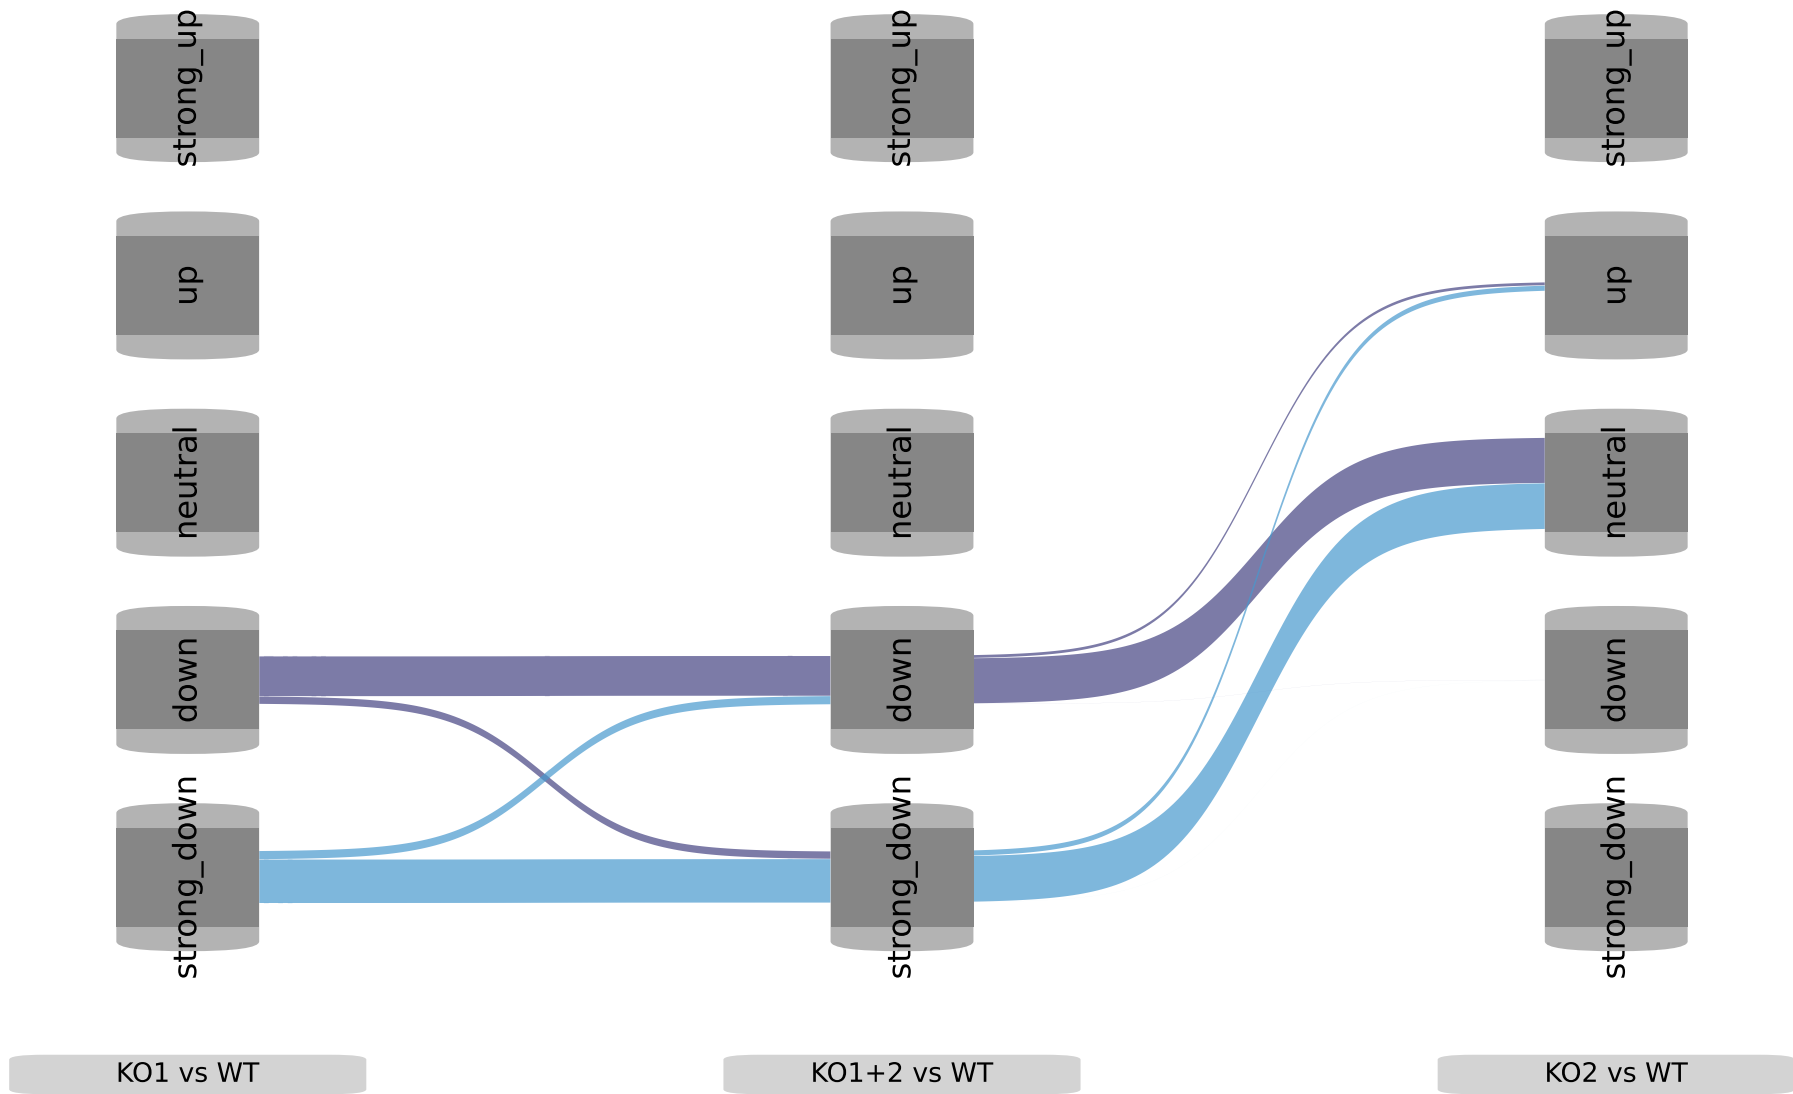 strong_up
strong_up
strong_up
up
up
up
neutral
neutral
neutral
down
down
down
strong_down
strong_down
strong_down
KO1 vs WT
KO1+2 vs WT
KO2 vs WT